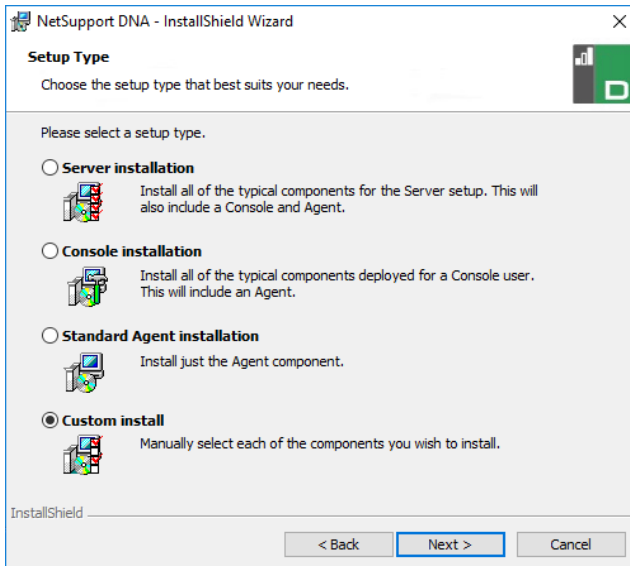 NetSupport DNA - InstallShield Wizard
Setup Type
Choose the setup type that best suits your needs.
D
Please select a setup type.
Server installation
Install all of the typical components for the Server setup. This will
also include a Console and Agent.
Console installation
Install all of the typical components deployed for a Console user.
This will include an Agent.
Standard Agent installation
Install just the Agent component.
Custom install
Manually select each of the components you wish to install.
InstallShield
< Back
Next >
Cancel